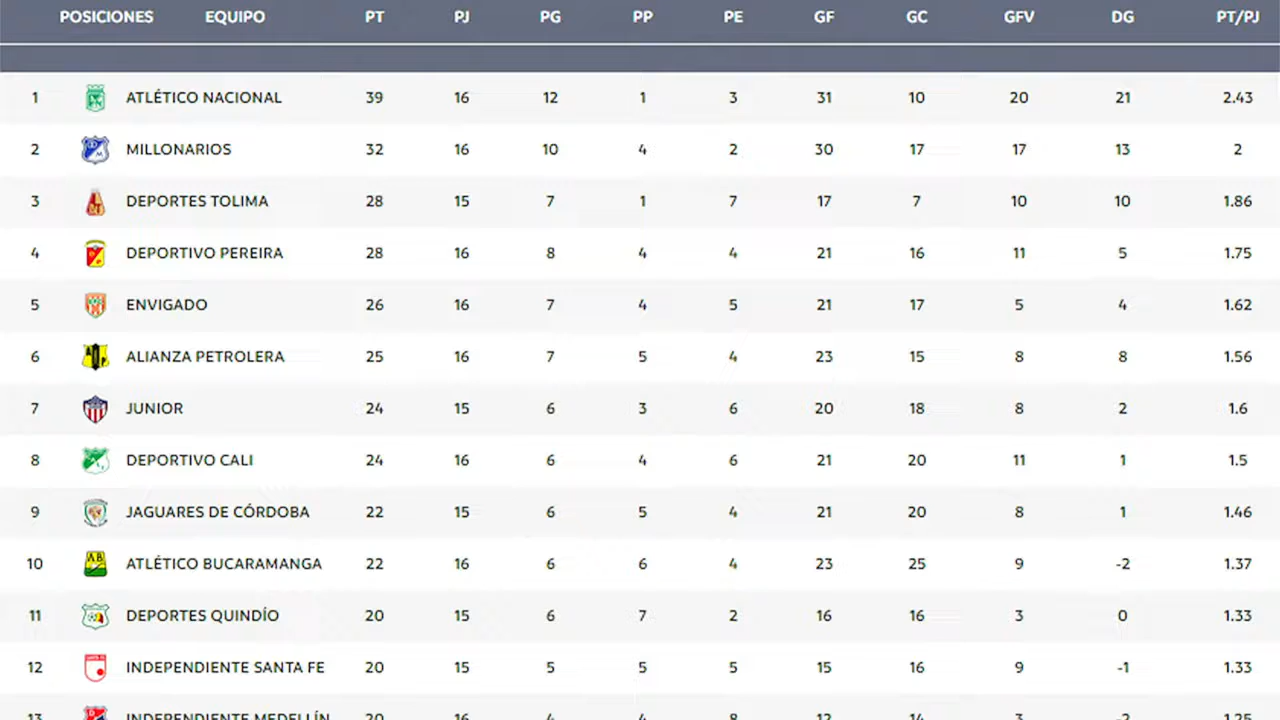 POSICIONES EQUIPO PT PJ PG PP PE GF GC GFV DG PT/PJ
1 ATLÉTICO NACIONAL 39 16 12 1 3 31 10 20 21 2.43
2 MILLONARIOS 32 16 10 4 2 30 17 17 13 2
3 DEPORTES TOLIMA 28 15 7 1 7 17 7 10 10 1.86
4 DEPORTIVO PEREIRA 28 16 8 4 4 21 16 11 5 1.75
5 ENVIGADO 26 16 7 4 5 21 17 5 4 1.62
6 ALIANZA PETROLERA 25 16 7 5 4 23 15 8 8 1.56
7 JUNIOR 24 15 6 3 6 20 18 8 2 1.6
8 DEPORTIVO CALI 24 16 6 4 6 21 20 11 1 1.5
9 JAGUARES DE CÓRDOBA 22 15 6 5 4 21 20 8 1 1.46
10 ATLÉTICO BUCARAMANGA 22 16 6 6 4 23 25 9 -2 1.37
11 DEPORTES QUINDÍO 20 15 6 7 2 16 16 3 0 1.33
12 INDEPENDIENTE SANTA FE 20 15 5 5 5 15 16 9 -1 1.33
13 INDEPENDIENTE MEDELLÍN 20 16 4 4 8 12 14 3 -2 1.25